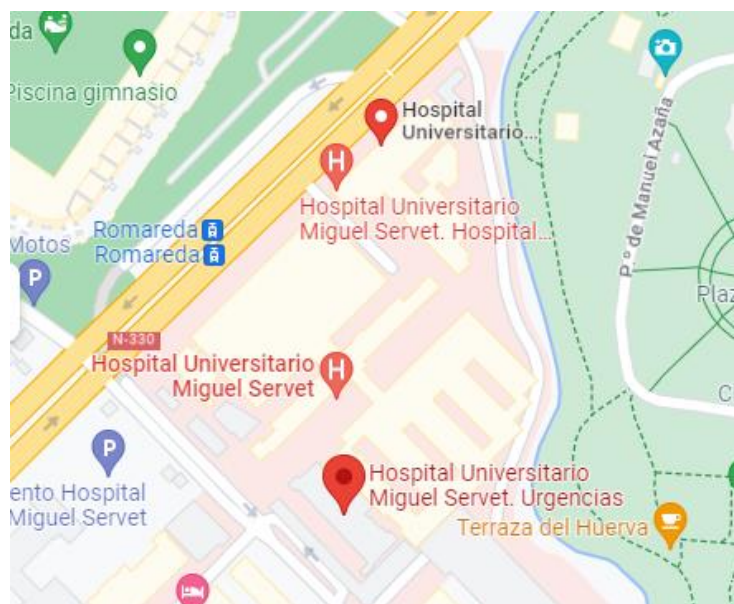 da
Piscina gimnasio
Hospital
Universitario...
H
Hospital Universitario
Miguel Servet. Hospital...
P.º de Manuel Azaña
Romareda
Romareda
Motos
P
Plaz
N-330
Hospital Universitario
Miguel Servet
H
C
P
ento Hospital
Miguel Servet
Hospital Universitario
Miguel Servet. Urgencias
Terraza del Huerva